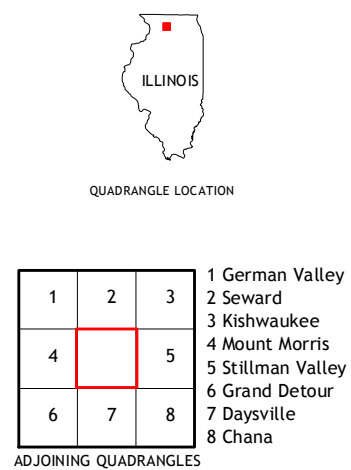 ILLINOIS
QUADRANGLE LOCATION
1 2 3
4 5
6 7 8
1 German Valley
2 Seward
3 Kishwaukee
4 Mount Morris
5 Stillman Valley
6 Grand Detour
7 Daysville
8 Chana
ADJOINING QUADRANGLES